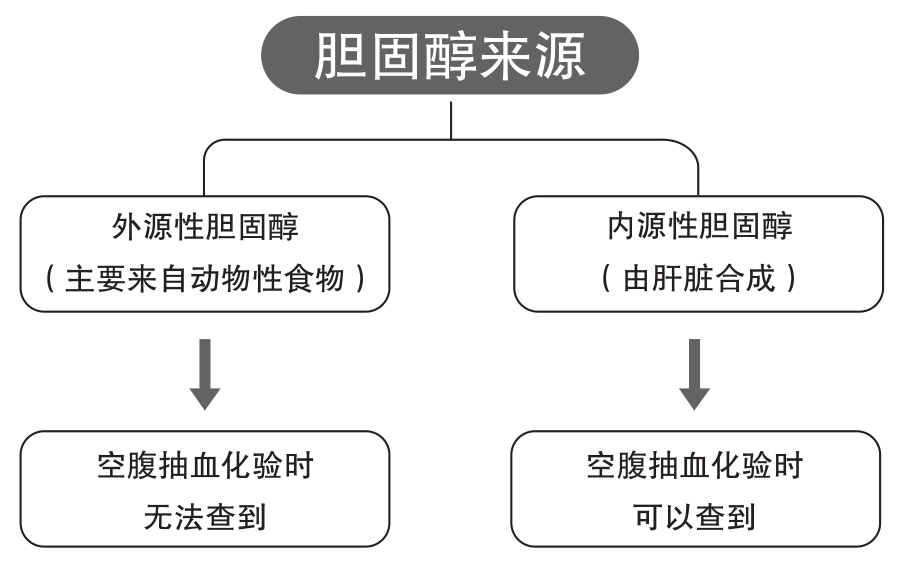 胆固醇来源
外源性胆固醇
（主要来自动物性食物）
内源性胆固醇
（由肝脏合成）
空腹抽血化验时
无法查到
空腹抽血化验时
可以查到